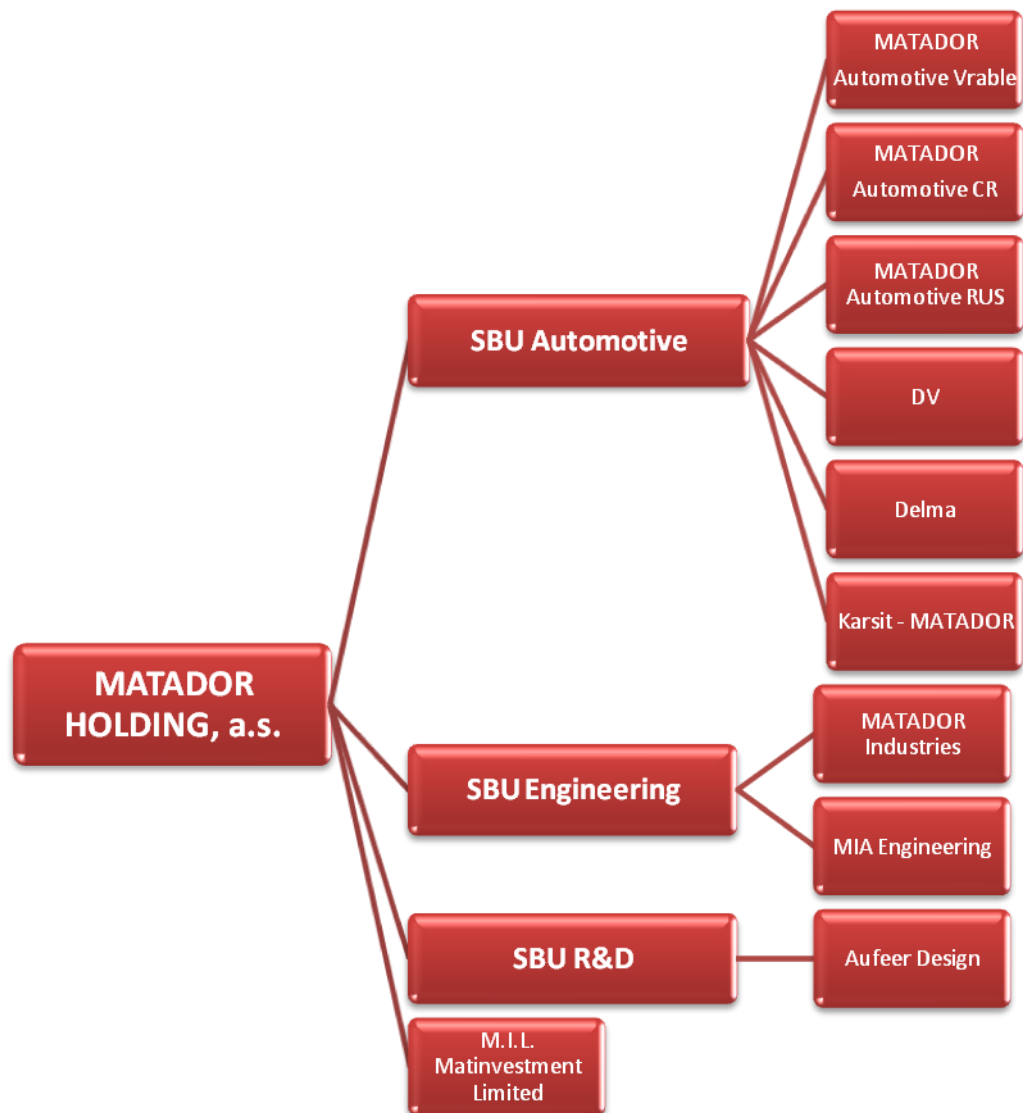 MATADOR
Automotive Vrable
MATADOR
Automotive CR
MATADOR
Automotive RUS
SBU Automotive
DV
Delma
Karsit - MATADOR
MATADOR
HOLDING, a.s.
MATADOR
Industries
SBU Engineering
MIA Engineering
SBU R&D
Aufeer Design
M.I.L.
Matinvestment
Limited